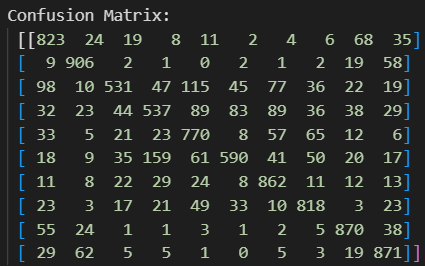 Confusion Matrix:
[[823  24  19   8  11   2   4   6  68  35]
[  9 906   2   1   0   2   1   2  19  58]
[ 98  10 531  47 115  45  77  36  22  19]
[ 32  23  44 537  89  83  89  36  38  29]
[ 33   5  21  23 770   8  57  65  12   6]
[ 18   9  35 159  61 590  41  50  20  17]
[ 11   8  22  29  24   8 862  11  12  13]
[ 23   3  17  21  49  33  10 818   3  23]
[ 55  24   1   1   3   1   2   5 870  38]
[ 29  62   5   5   1   0   5   3  19 871]]